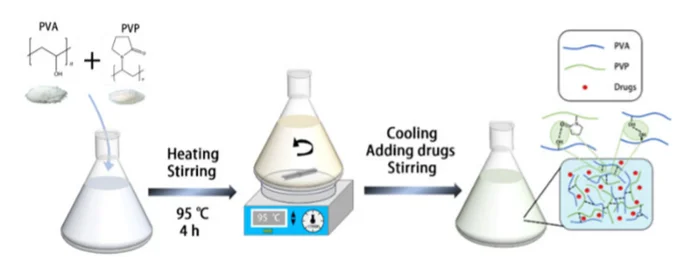 PVA
PVP
OH
n
+
Heating
Stirring
95 °C
4 h
95 °C
Cooling
Adding drugs
Stirring
PVA
PVP
Drugs